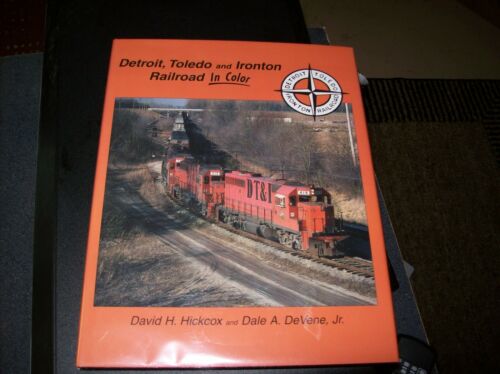 Detroit, Toledo and Ironton
Railroad In Color
DETROIT TOLEDO
IRONTON RAILROAD
DT&I
David H. Hickcox and Dale A. DeVene, Jr.